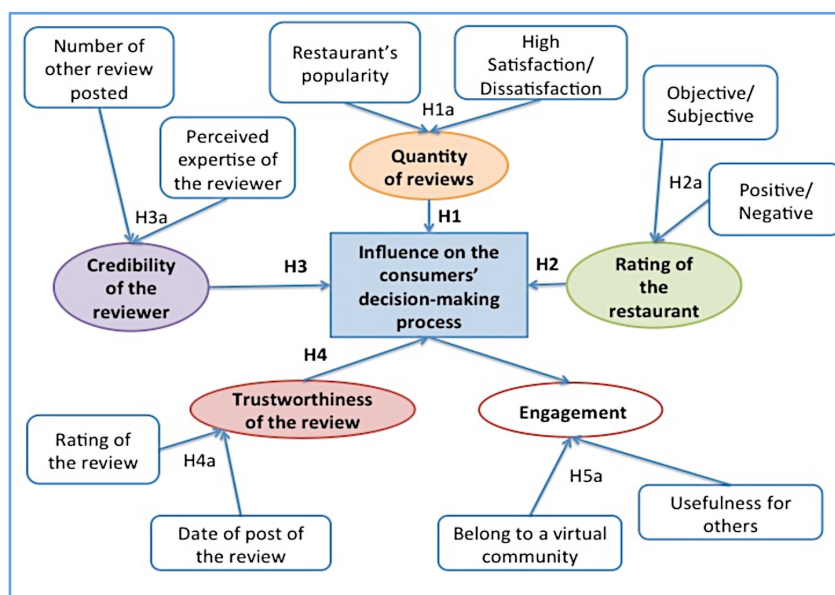 Number of
other review
posted
Restaurant's
popularity
High
Satisfaction/
Dissatisfaction
Objective/
Subjective
H1a
Perceived
expertise of
the reviewer
Quantity
of reviews
H2a
Positive/
Negative
H3a
H1
Credibility
of the
reviewer
H3
Influence on the
consumers'
decision-making
process
H2
Rating of
the
restaurant
H4
Trustworthiness
of the review
Engagement
Rating of
the review
H4a
H5a
Date of post of
the review
Belong to a virtual
community
Usefulness for
others